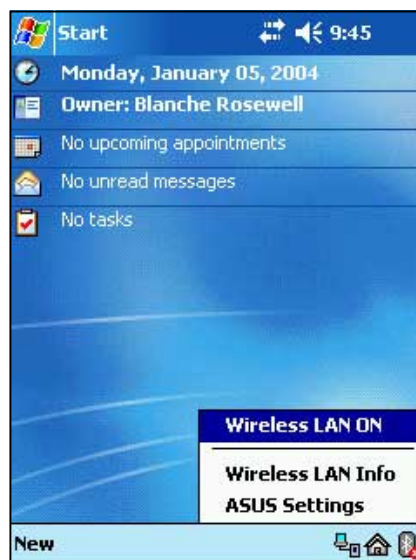 Start 9:45
Monday, January 05, 2004
Owner: Blanche Rosewell
No upcoming appointments
No unread messages
No tasks
Wireless LAN ON
Wireless LAN Info
ASUS Settings
New